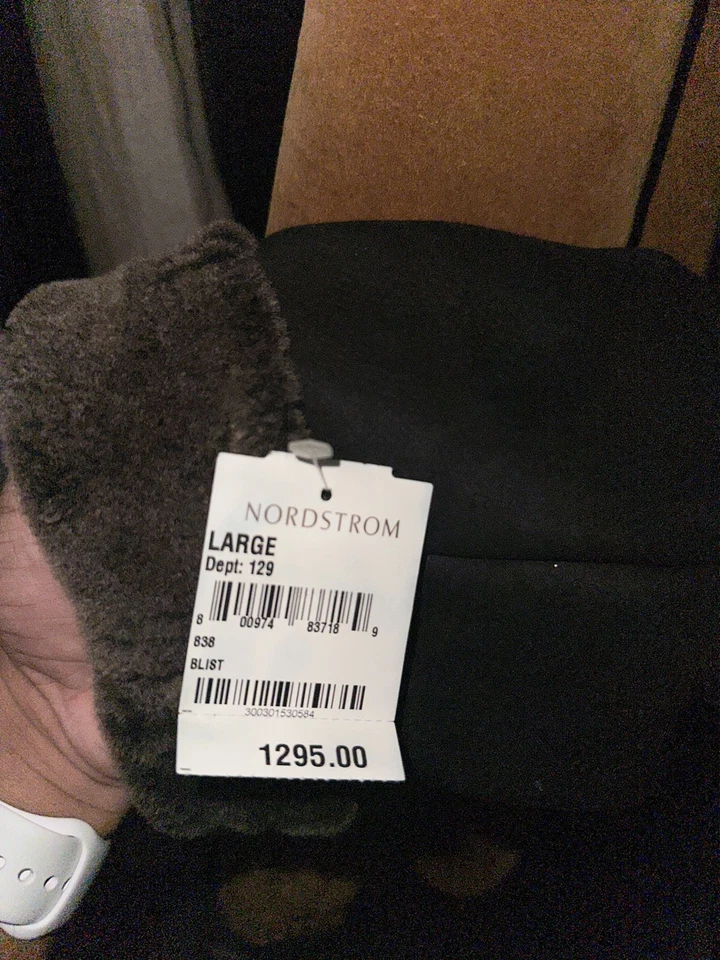 NORDSTROM
LARGE
Dept: 129
8 00974 83718 9
838
BLIST
300301530584
1295.00